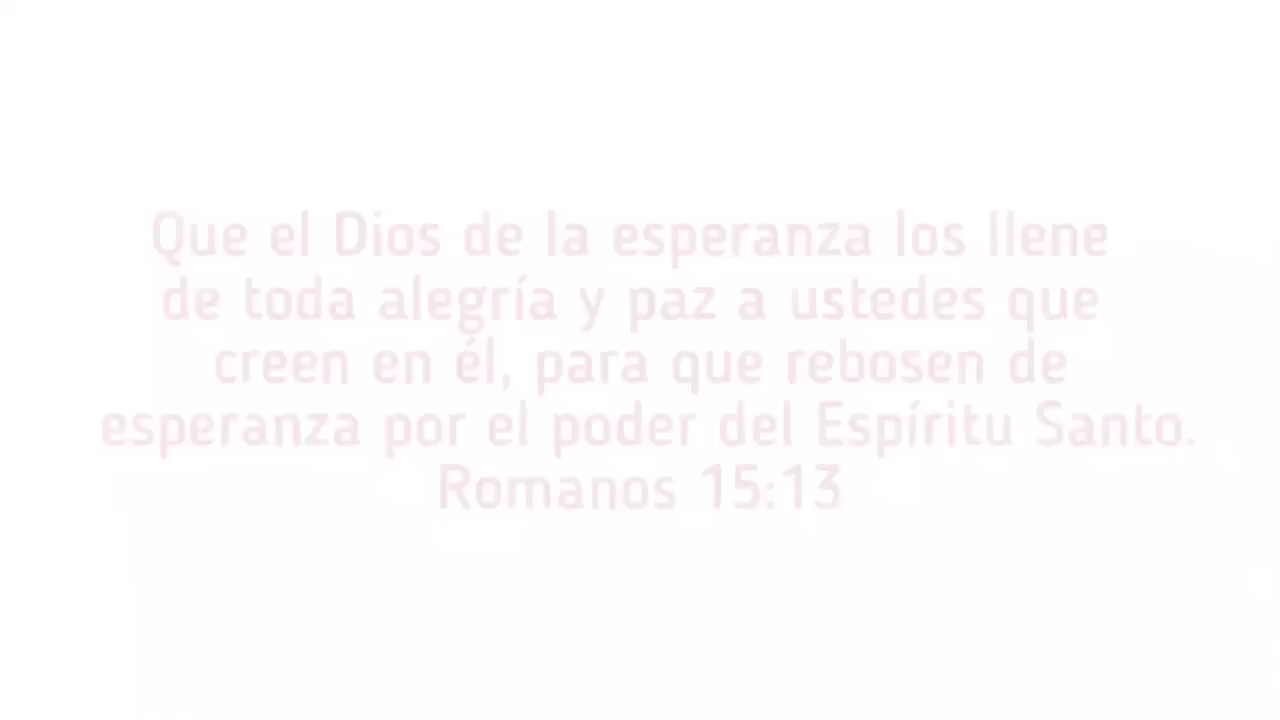 Que el Dios de la esperanza los llene
de toda alegría y paz a ustedes que
creen en él, para que rebosen de
esperanza por el poder del Espíritu Santo.
Romanos 15:13